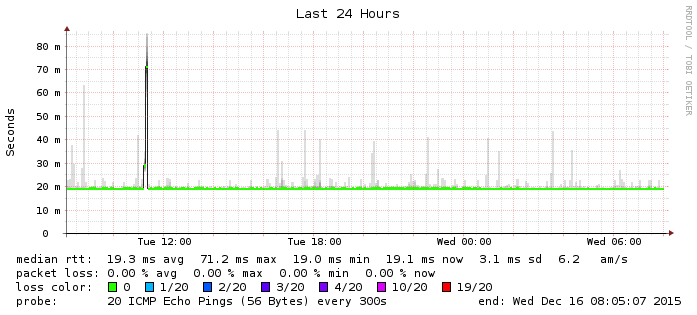 Last 24 Hours
RRDTOOL / TOBI OETIKER
Seconds
80 m
70 m
60 m
50 m
40 m
30 m
20 m
10 m
0
Tue 12:00 Tue 18:00 Wed 00:00 Wed 06:00
median rtt: 19.3 ms avg 71.2 ms max 19.0 ms min 19.1 ms now 3.1 ms sd 6.2 am/s
packet loss: 0.00 % avg 0.00 % max 0.00 % min 0.00 % now
loss color: 0 1/20 2/20 3/20 4/20 10/20 19/20
probe: 20 ICMP Echo Pings (56 Bytes) every 300s end: Wed Dec 16 08:05:07 2015